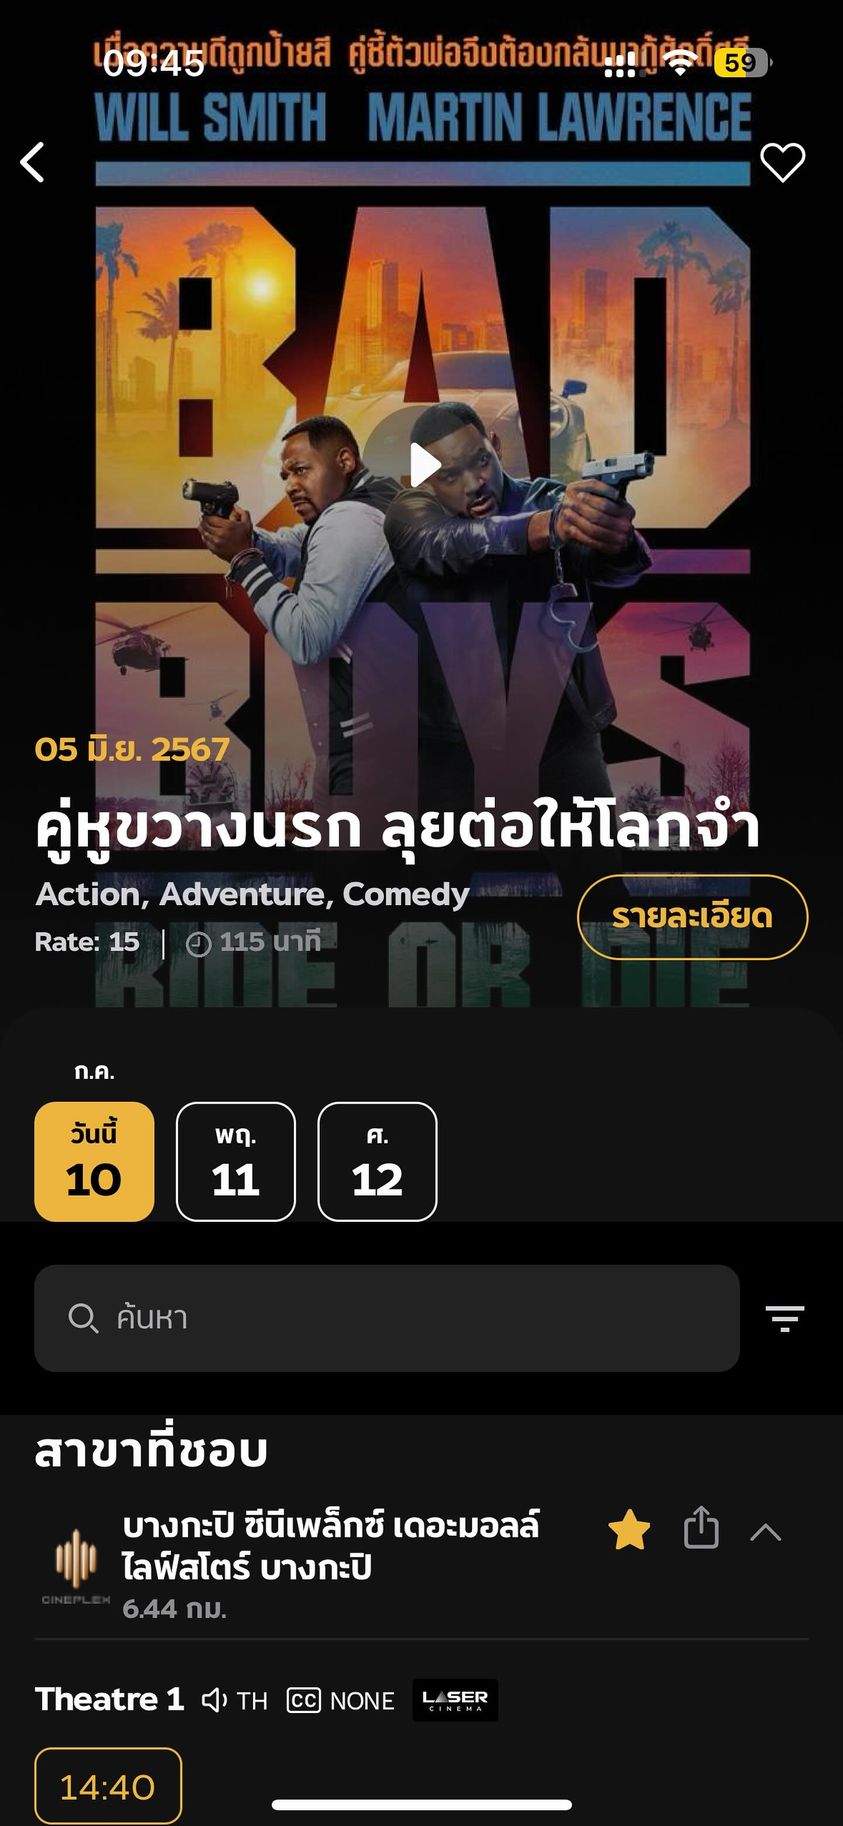 เมื่อความดีถูกป้ายสี คู่ซี้ตัวพ่อจึงต้องกลับมากู้ศักดิ์ศรี
09:45
59
WILL SMITH MARTIN LAWRENCE
BAD
BOYS
05 มิ.ย. 2567
คู่หูขวางนรก ลุยต่อให้โลกจำ
Action, Adventure, Comedy
รายละเอียด
Rate: 15 | 115 นาที
RIDE OR DIE
ก.ค.
วันนี้ พฤ. ศ.
10 11 12
ค้นหา
สาขาที่ชอบ
บางกะปิ ซีนีเพล็กซ์ เดอะมอลล์
ไลฟ์สโตร์ บางกะปิ
CINEPLEX
6.44 กม.
Theatre 1 TH CC NONE LASER CINEMA
14:40